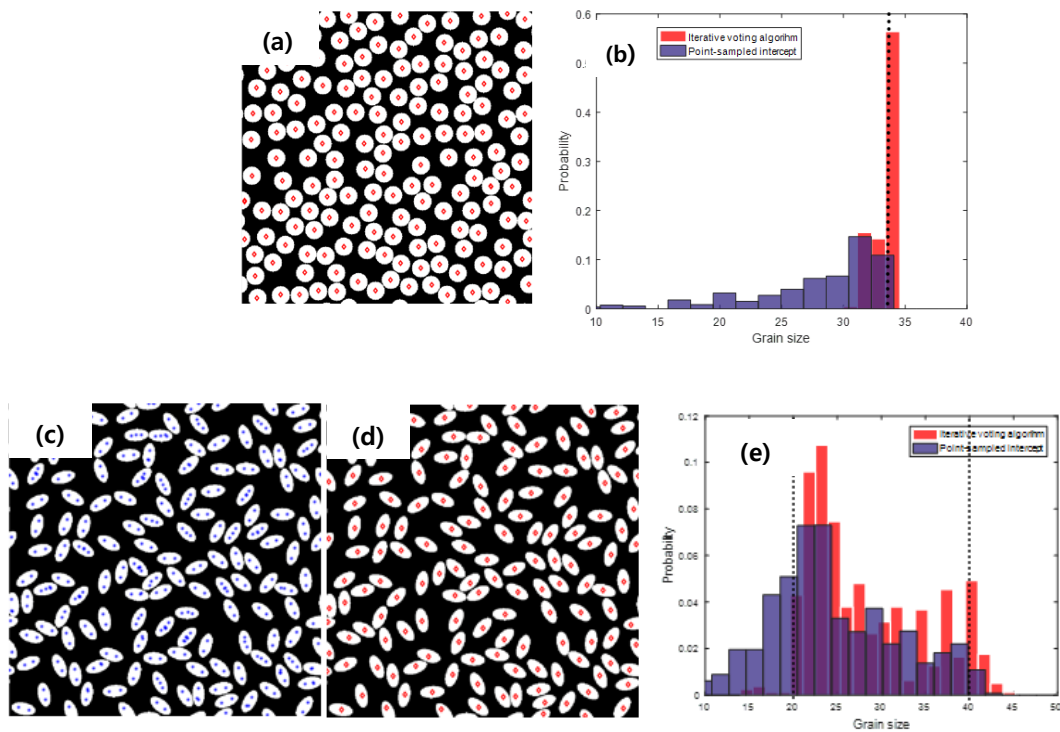 (a)
(b)
Iterative voting algorihm
Point-sampled intercept
Probability
0.6
0.5
0.4
0.3
0.2
0.1
0
10 15 20 25 30 35 40
Grain size
(c)
(d)
(e)
Iterative voting algorithm
Point-sampled intercept
Probability
0.12
0.1
0.08
0.06
0.04
0.02
0
10 15 20 25 30 35 40 45 50
Grain size